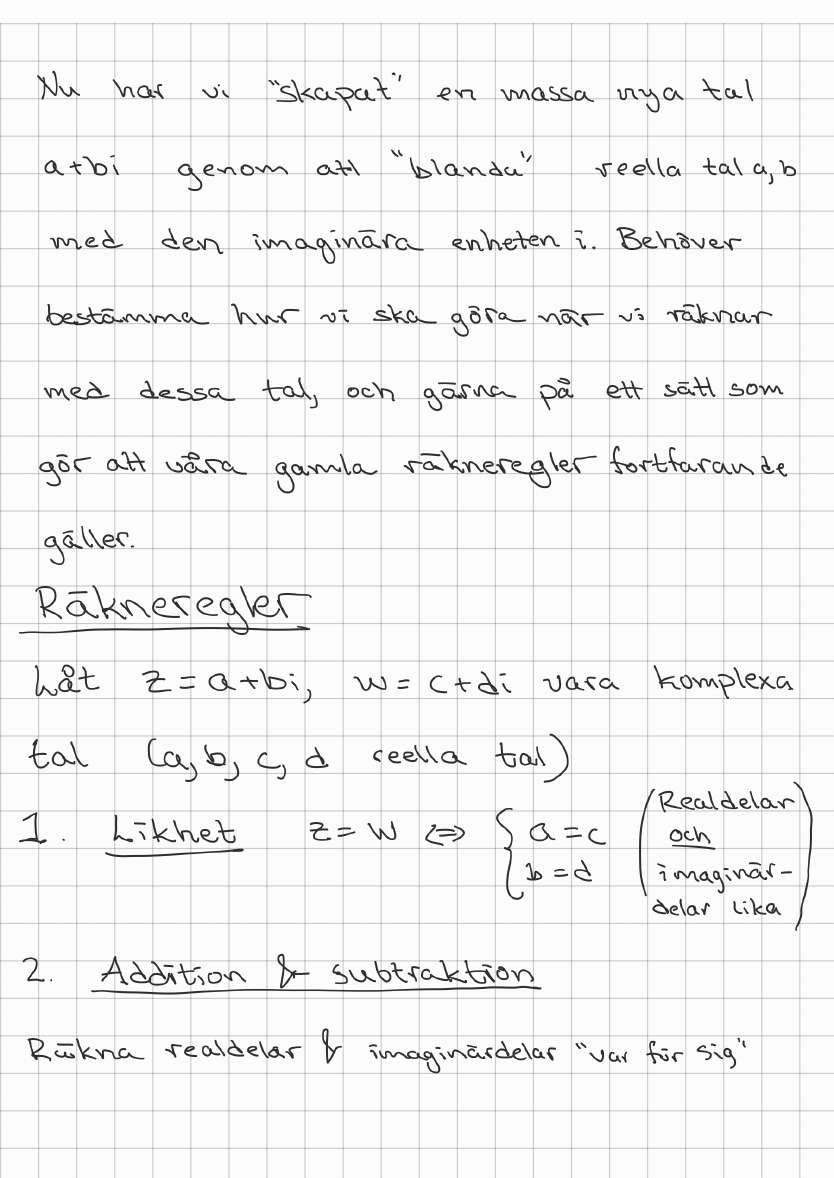 Nu har vi "skapat" en massa nya tal
a+bi genom att "blanda" reella tal a, b
med den imaginära enheten i. Behöver
bestämma hur vi ska göra när vi räknar
med dessa tal, och gärna på ett sätt som
gör att våra gamla räkneregler fortfarande
gäller.
Räkneregler
Låt z = a+bi, w = c+di vara komplexa
tal (a, b, c, d reella tal)
1. Likhet z = w ⇔ { a = c (Realdelar
och
b = d imaginär-
delar lika)
2. Addition & subtraktion
Räkna realdelar & imaginärdelar "var för sig"